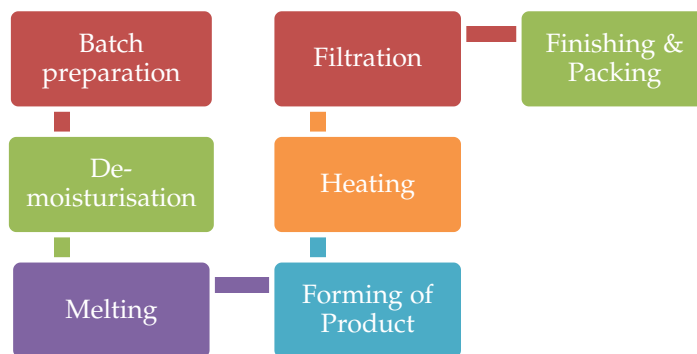 Batch
preparation
De-
moisturisation
Melting
Forming of
Product
Heating
Filtration
Finishing &
Packing